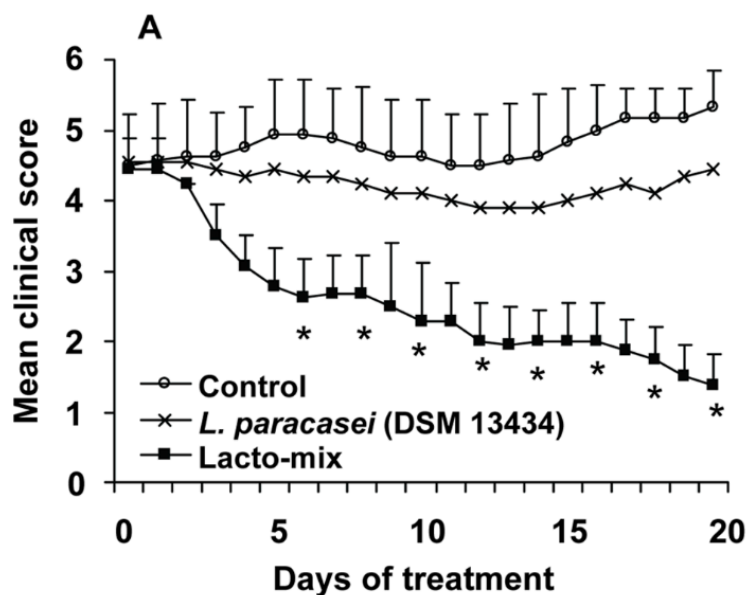 A
6
5
4
3
2
1
0
Mean clinical score
Control
L. paracasei (DSM 13434)
Lacto-mix
* * * * * * * *
0 5 10 15 20
Days of treatment